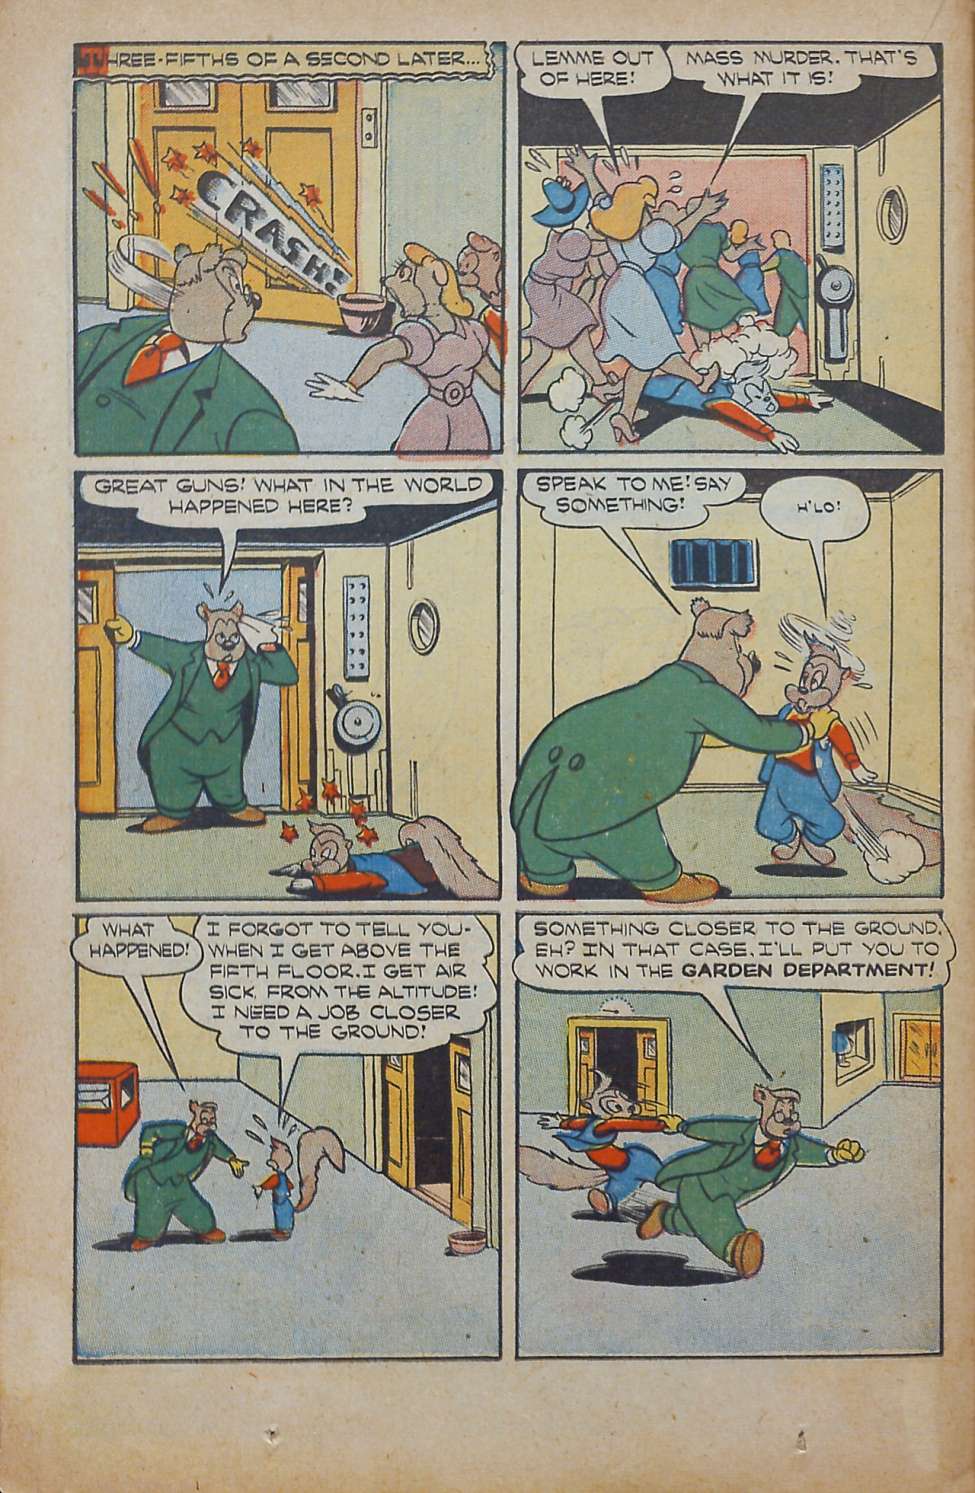 THREE-FIFTHS OF A SECOND LATER...
CRASH!
LEMME OUT
OF HERE!
MASS MURDER. THAT'S
WHAT IT IS!
GREAT GUNS! WHAT IN THE WORLD
HAPPENED HERE?
SPEAK TO ME! SAY
SOMETHING!
H'LO!
WHAT
HAPPENED!
I FORGOT TO TELL YOU-
WHEN I GET ABOVE THE
FIFTH FLOOR, I GET AIR
SICK, FROM THE ALTITUDE!
I NEED A JOB CLOSER
TO THE GROUND!
SOMETHING CLOSER TO THE GROUND,
EH? IN THAT CASE, I'LL PUT YOU TO
WORK IN THE GARDEN DEPARTMENT!